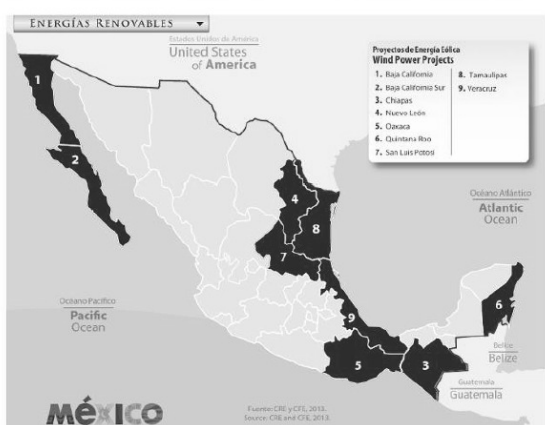 ENERGÍAS RENOVABLES
Estados Unidos de América
United States
of America
Proyectos de Energía Eólica
Wind Power Projects
1. Baja California
2. Baja California Sur
3. Chiapas
4. Nuevo León
5. Oaxaca
6. Quintana Roo
7. San Luis Potosí
8. Tamaulipas
9. Veracruz
1
2
4
8
7
9
5
3
6
Océano Atlántico
Atlantic
Ocean
Océano Pacífico
Pacific
Ocean
Belice
Belize
Guatemala
Guatemala
MéxICO
Fuente: CRE y CFE, 2013.
Source: CRE and CFE, 2013.